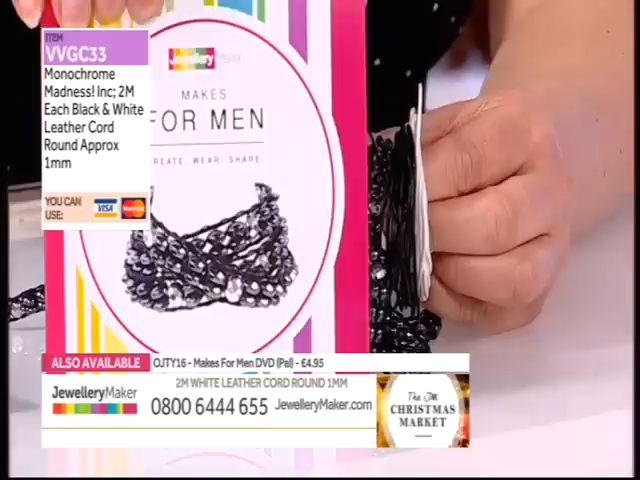 ITEM
VVGC33
Monochrome
Madness! Inc; 2M
Each Black & White
Leather Cord
Round Approx
1mm
YOU CAN
USE:
VISA
MasterCard
JewelleryMaker
MAKES
FOR MEN
CREATE. WEAR. SHARE.
ALSO AVAILABLE
OJTY16 - Makes For Men DVD (Pal) - £4.95
2M WHITE LEATHER CORD ROUND 1MM
JewelleryMaker
0800 6444 655
JewelleryMaker.com
The JM
CHRISTMAS
MARKET